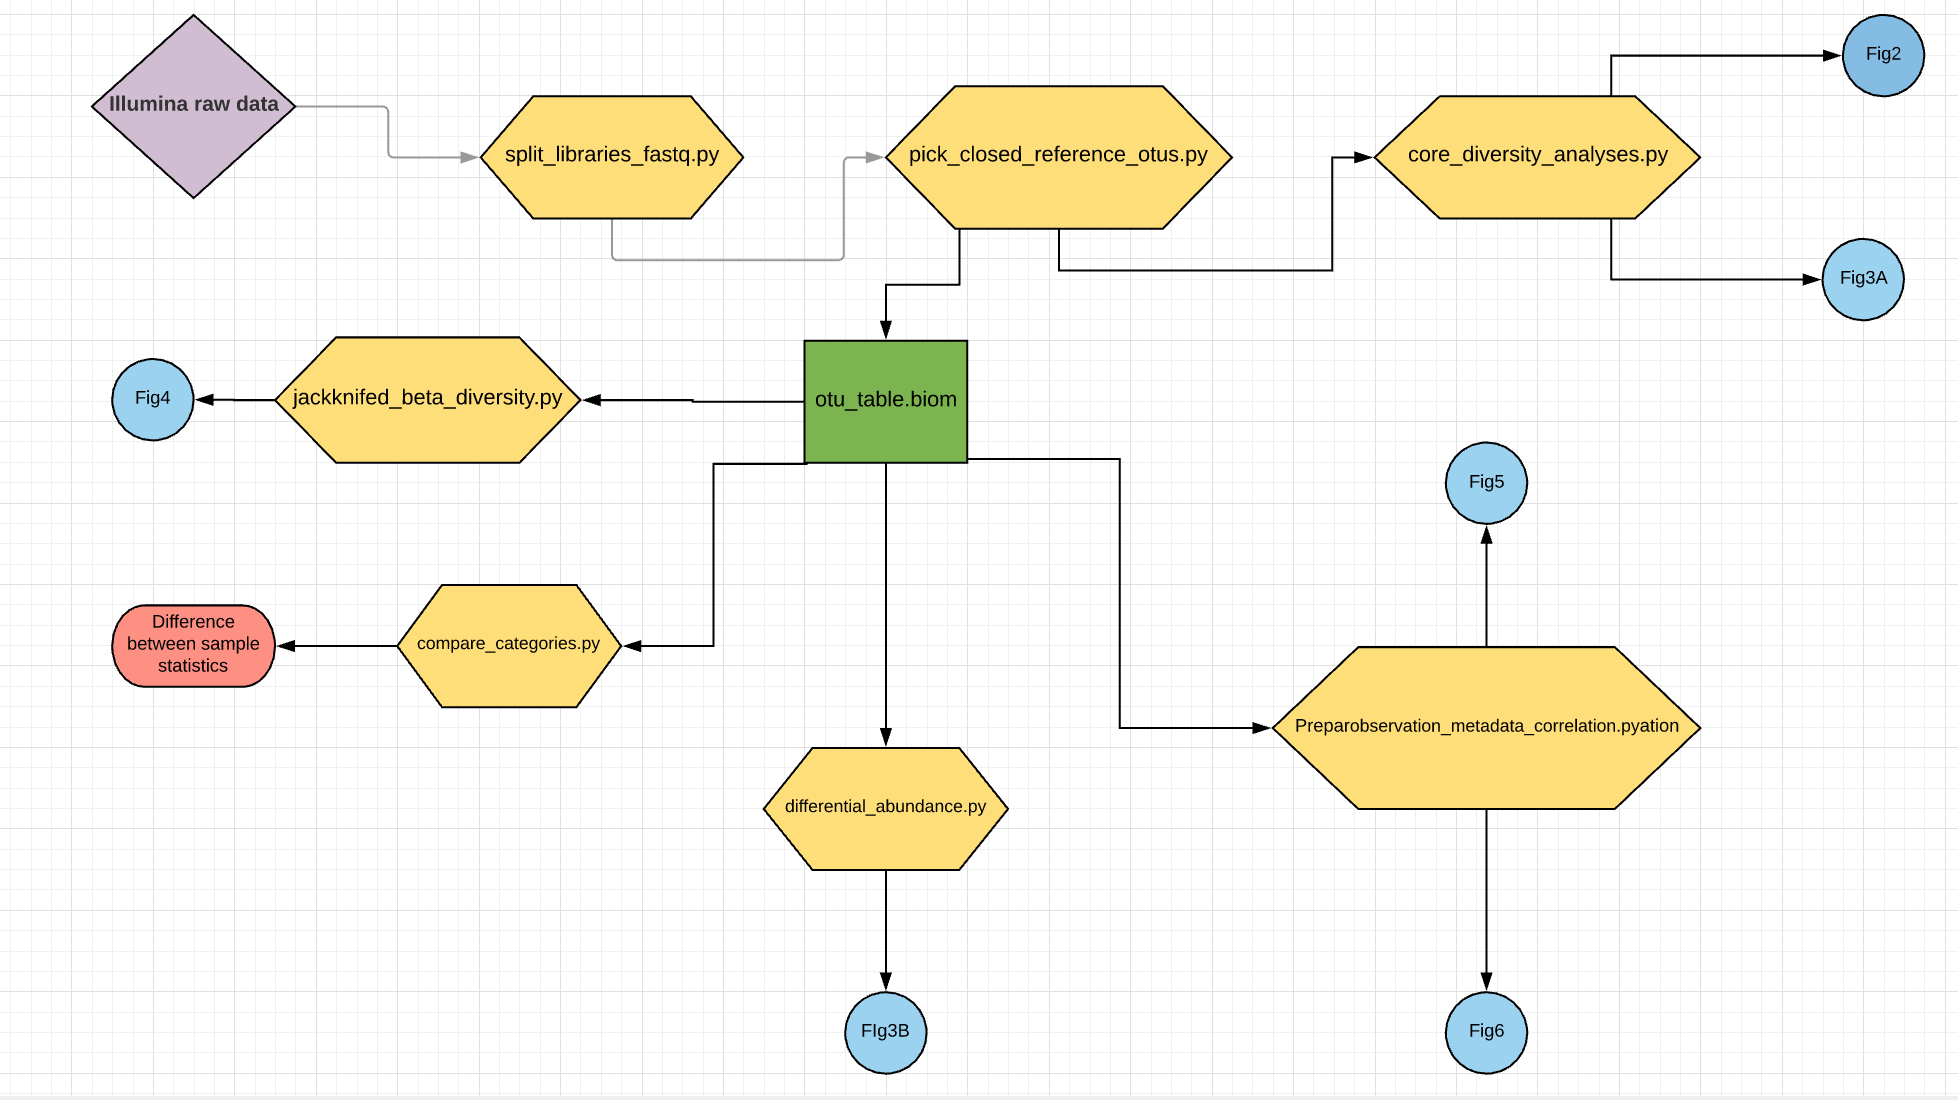 Illumina raw data
split_libraries_fastq.py
pick_closed_reference_otus.py
core_diversity_analyses.py
Fig2
Fig3A
Fig4
jackknifed_beta_diversity.py
otu_table.biom
Fig5
Difference
between sample
statistics
compare_categories.py
Preparobservation_metadata_correlation.pyation
differential_abundance.py
FIg3B
Fig6